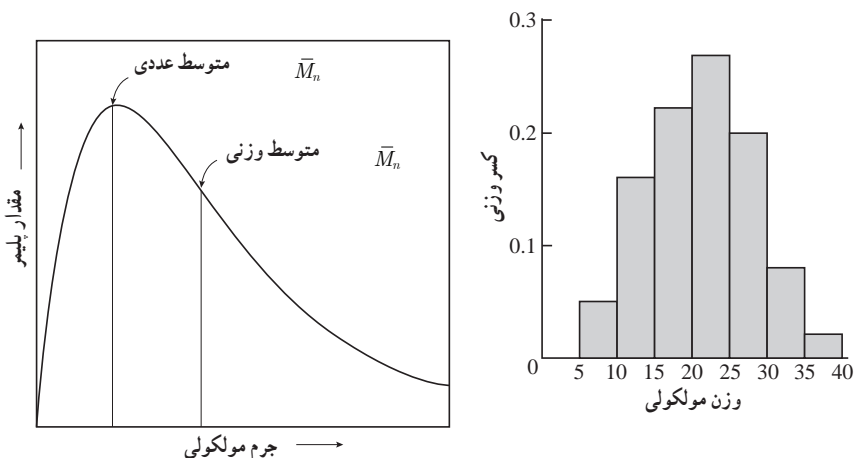 متوسط عددی M̄ₙ
متوسط وزنی M̄ₙ
مقدار پلیمر
جرم مولکولی
0.3
0.2
0.1
0
کسر وزنی
5 10 15 20 25 30 35 40
وزن مولکولی